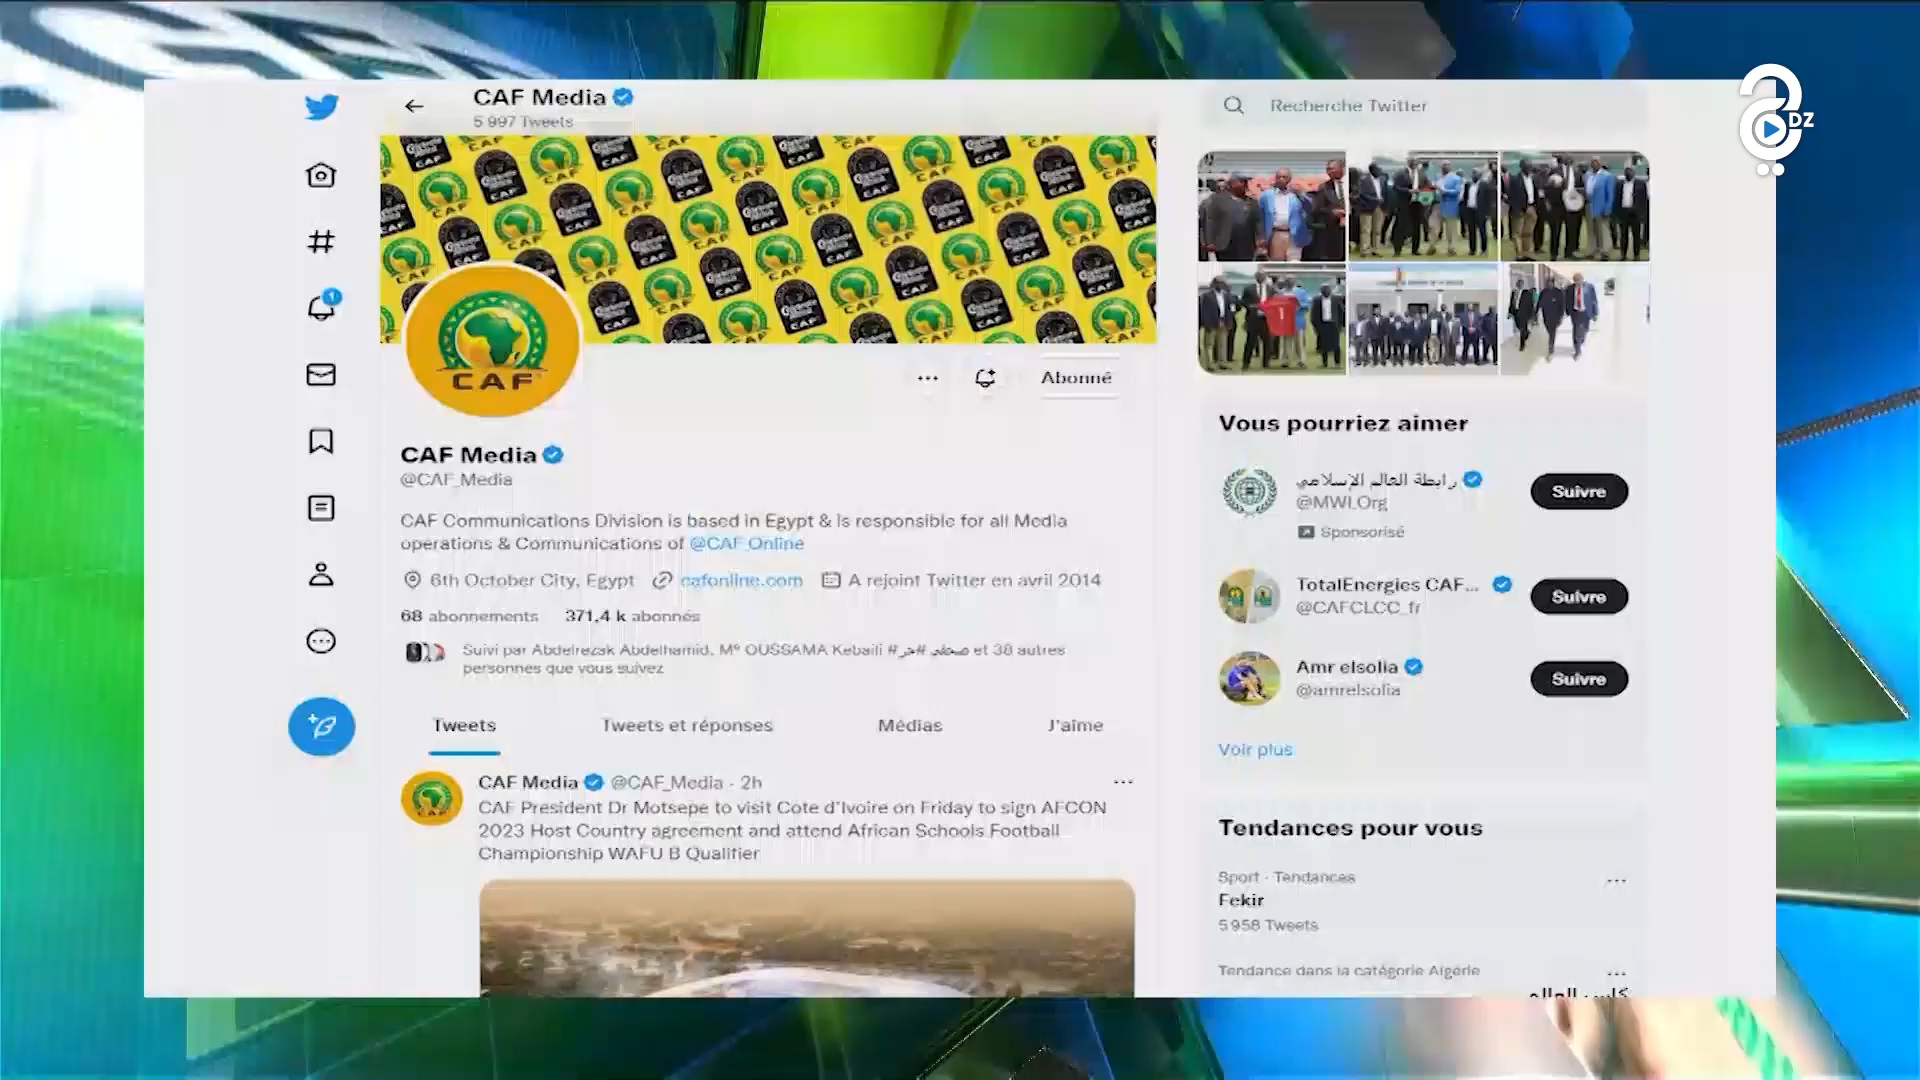 CAF Media
5 997 Tweets
CAF
Abonné
CAF Media
@CAF_Media
CAF Communications Division is based in Egypt & is responsible for all Media
operations & Communications of @CAF_Online
6th October City, Egypt cafonline.com A rejoint Twitter en avril 2014
68 abonnements 371,4 k abonnés
Suivi par Abdelrezak Abdelhamid, Mº OUSSAMA Kebaili et 38 autres
personnes que vous suivez
Tweets Tweets et réponses Médias J'aime
CAF Media @CAF_Media · 2h
CAF President Dr Motsepe to visit Cote d'Ivoire on Friday to sign AFCON
2023 Host Country agreement and attend African Schools Football
Championship WAFU B Qualifier
Recherche Twitter
Vous pourriez aimer
رابطة العالم الإسلامي
@MWLOrg
Sponsorisé
Suivre
TotalEnergies CAF...
@CAFCLCC_fr
Suivre
Amr elsolia
@amrelsolia
Suivre
Voir plus
Tendances pour vous
Sport · Tendances
Fekir
5 958 Tweets
Tendance dans la catégorie Algérie
كاس العالم
DZ
1